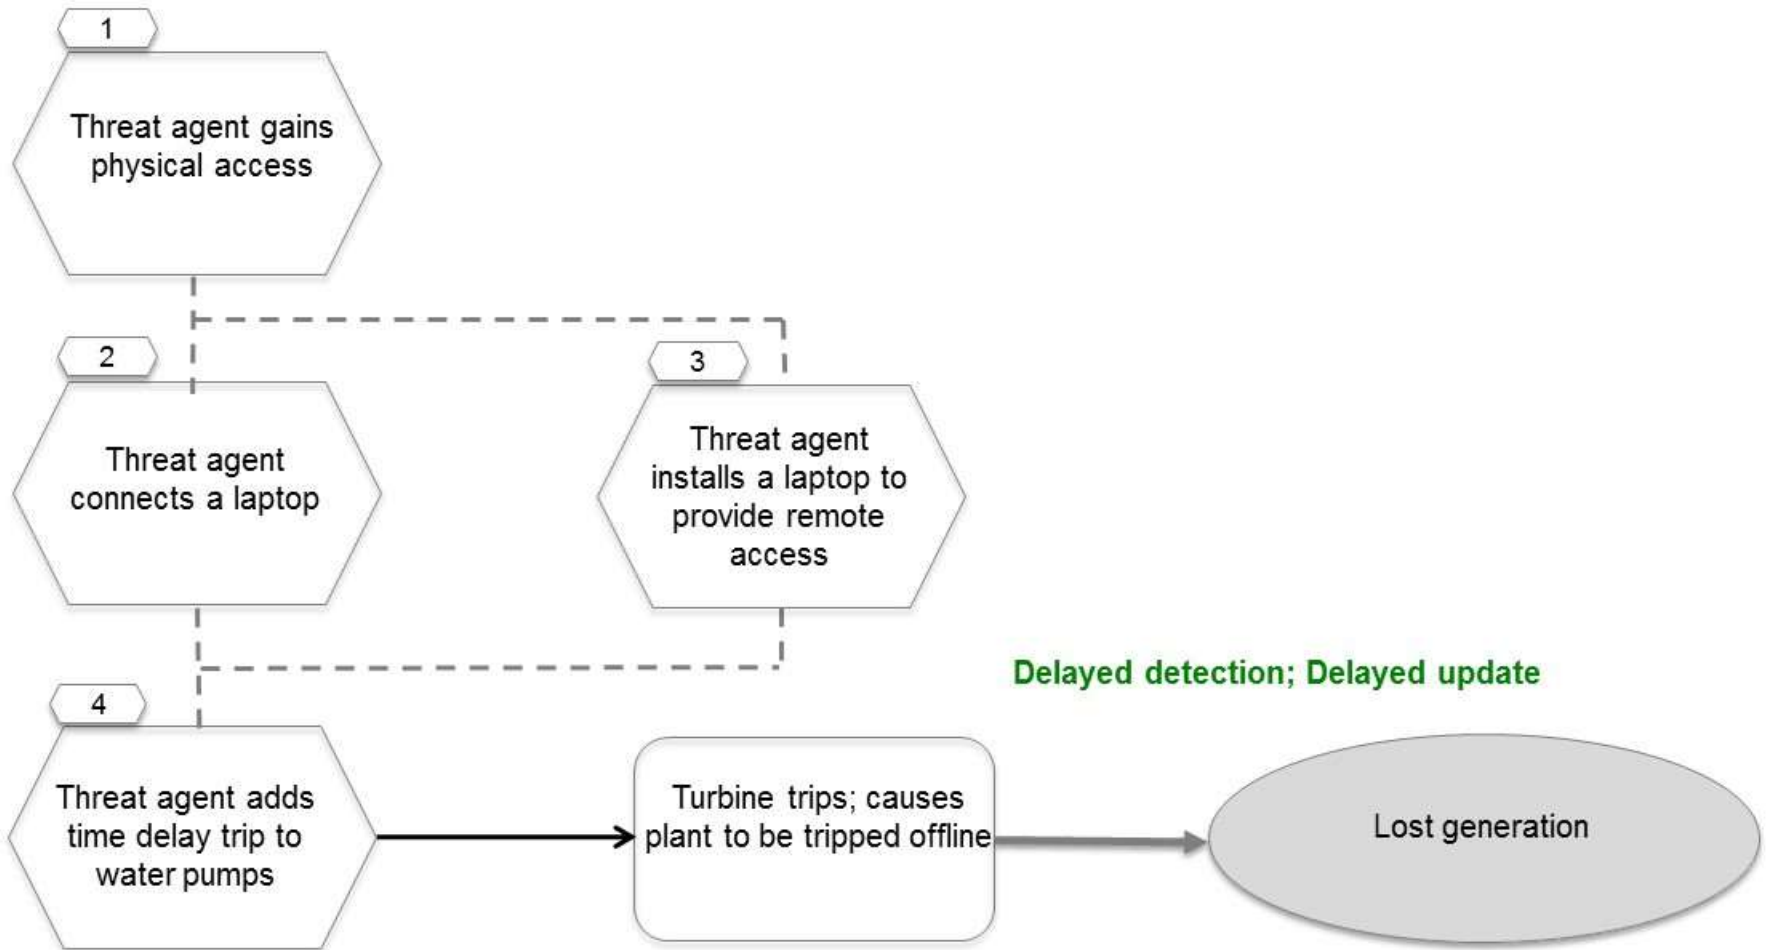 1
Threat agent gains
physical access
2
Threat agent
connects a laptop
3
Threat agent
installs a laptop to
provide remote
access
Delayed detection; Delayed update
4
Threat agent adds
time delay trip to
water pumps
Turbine trips; causes
plant to be tripped offline
Lost generation